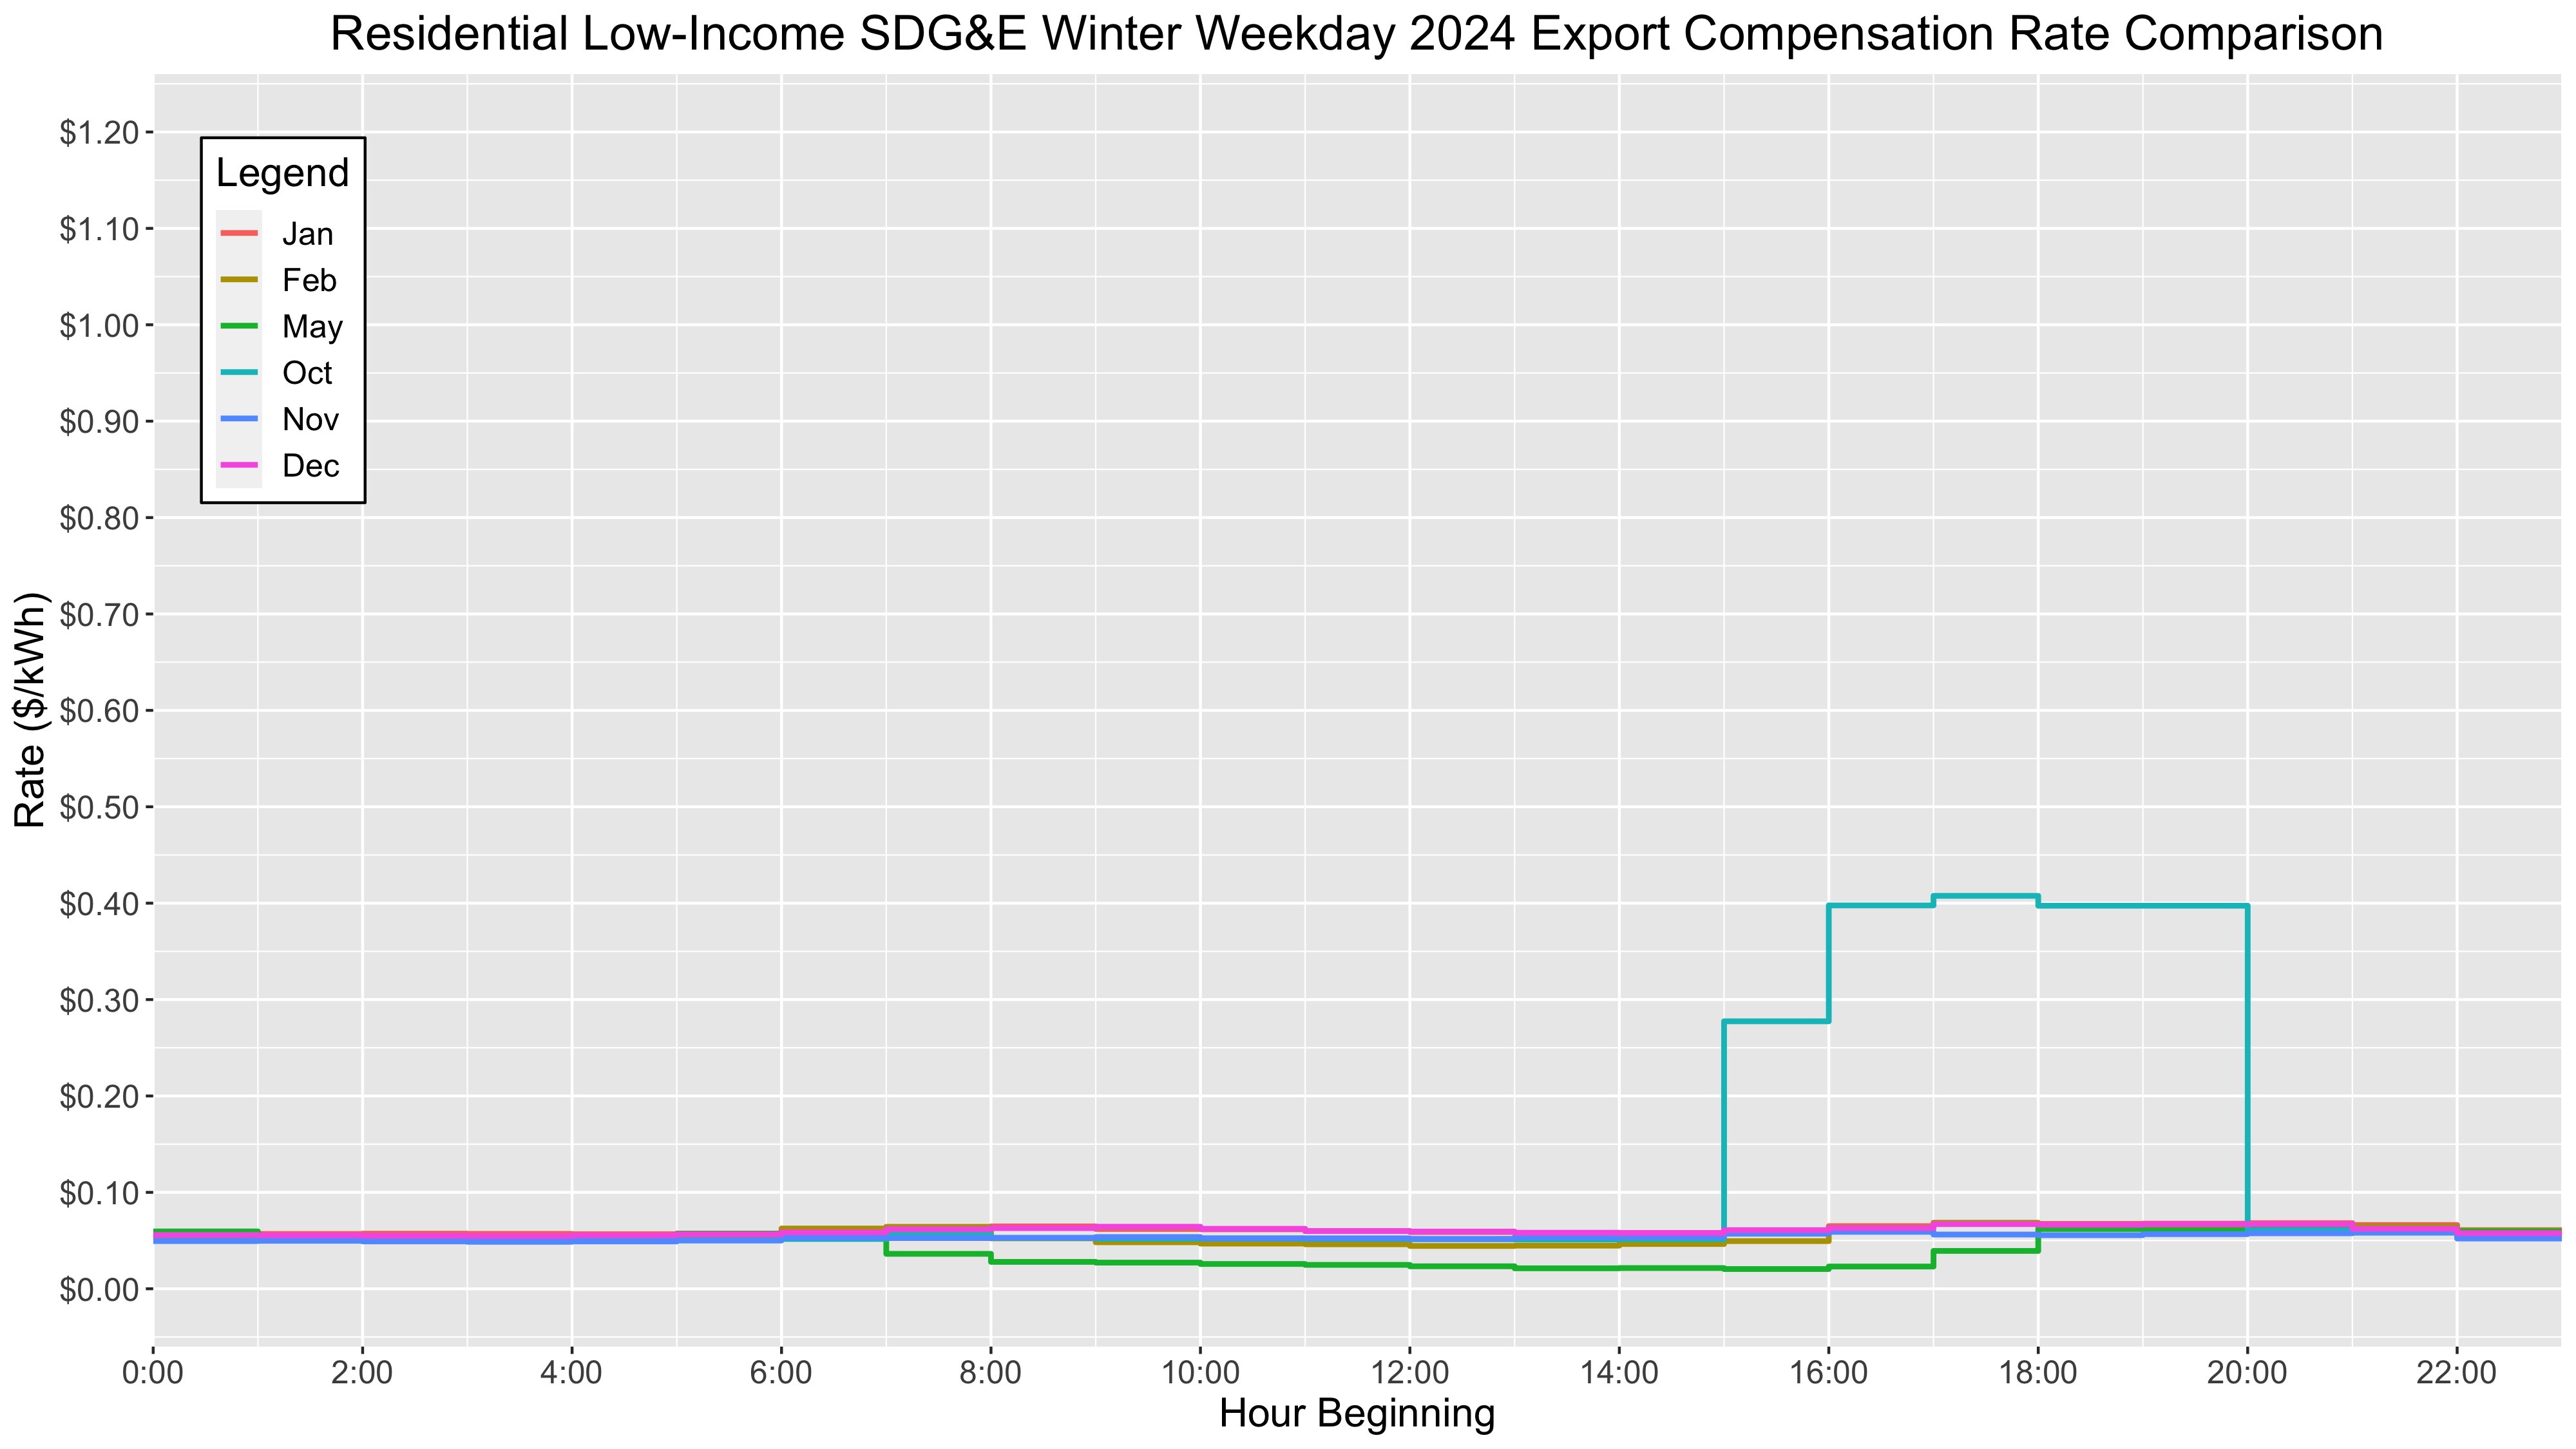 Residential Low-Income SDG&E Winter Weekday 2024 Export Compensation Rate Comparison
$1.20
$1.10
$1.00
$0.90
$0.80
$0.70
$0.60
$0.50
$0.40
$0.30
$0.20
$0.10
$0.00
Rate ($/kWh)
Legend
Jan
Feb
May
Oct
Nov
Dec
0:00 2:00 4:00 6:00 8:00 10:00 12:00 14:00 16:00 18:00 20:00 22:00
Hour Beginning